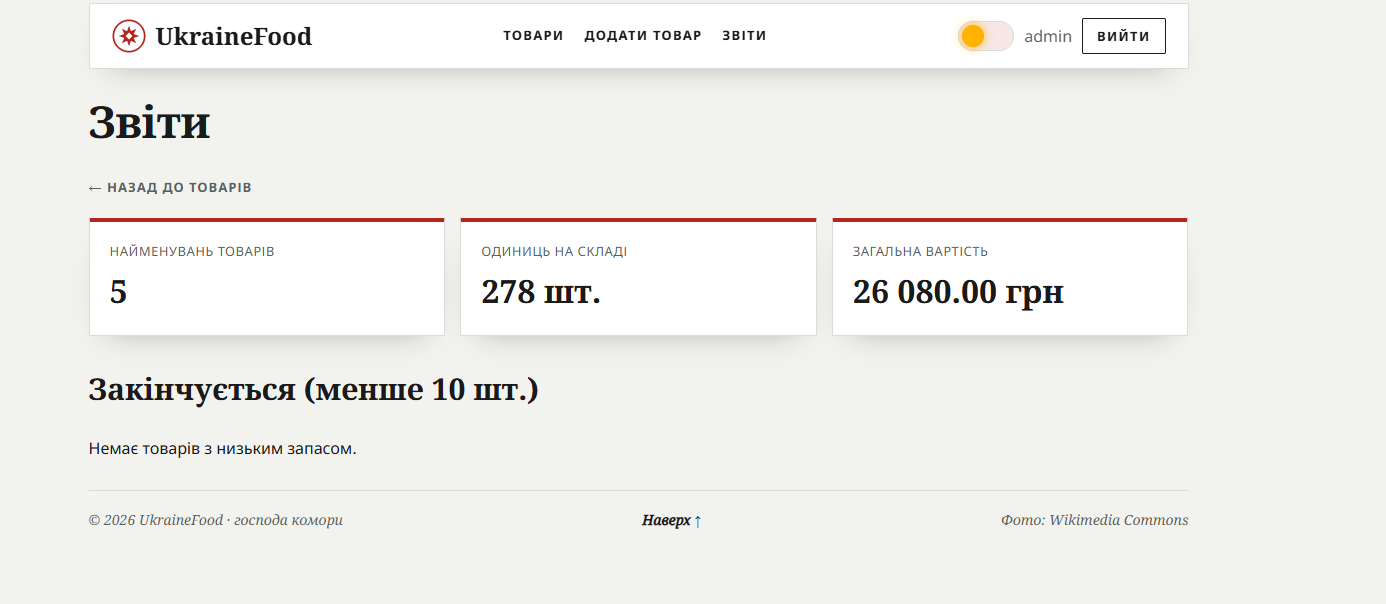 UkraineFood ТОВАРИ ДОДАТИ ТОВАР ЗВІТИ admin ВИЙТИ
Звіти
← НАЗАД ДО ТОВАРІВ
НАЙМЕНУВАНЬ ТОВАРІВ
5
ОДИНИЦЬ НА СКЛАДІ
278 шт.
ЗАГАЛЬНА ВАРТІСТЬ
26 080.00 грн
Закінчується (менше 10 шт.)
Немає товарів з низьким запасом.
© 2026 UkraineFood · господа комори Наверх ↑ Фото: Wikimedia Commons